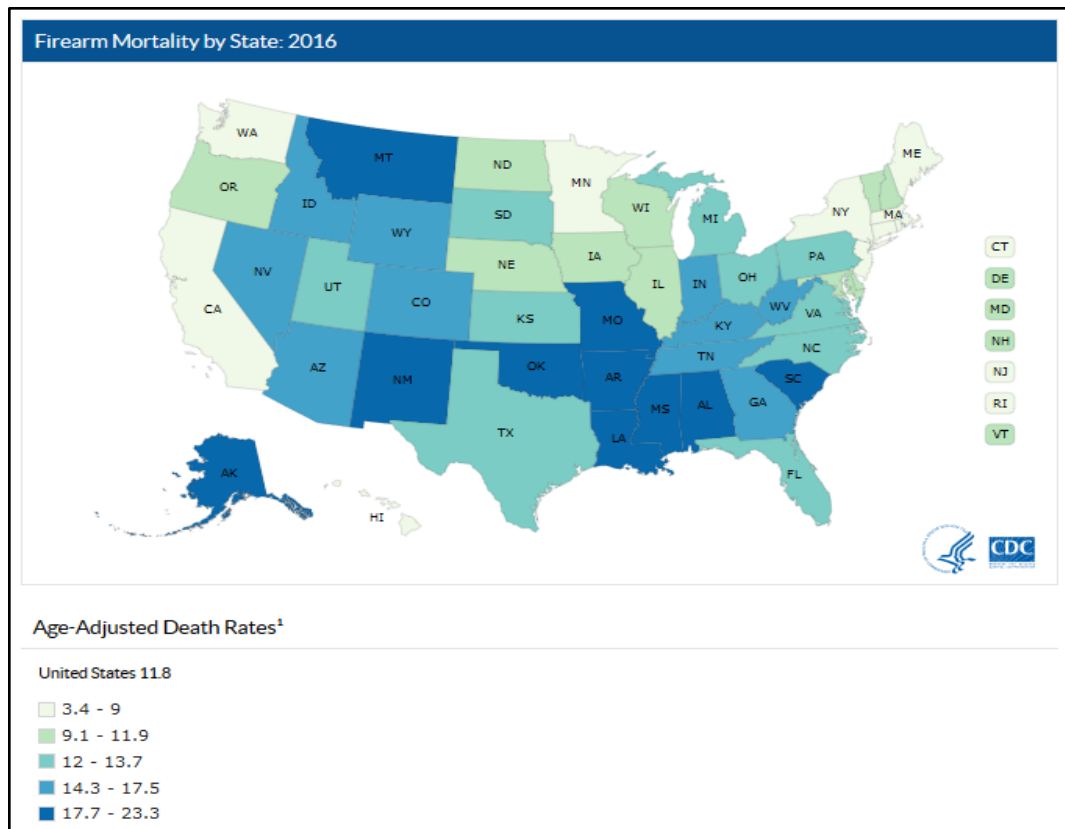 Firearm Mortality by State: 2016
WA
MT
ND
MN
ME
OR
ID
SD
WI
MI
NY
MA
WY
NV
UT
CO
NE
IA
IL
IN
OH
PA
CA
KS
MO
KY
WV
VA
AZ
NM
OK
AR
TN
NC
SC
TX
LA
MS
AL
GA
FL
AK
HI
CT
DE
MD
NH
NJ
RI
VT
CDC
Age-Adjusted Death Rates¹
United States 11.8
3.4 - 9
9.1 - 11.9
12 - 13.7
14.3 - 17.5
17.7 - 23.3